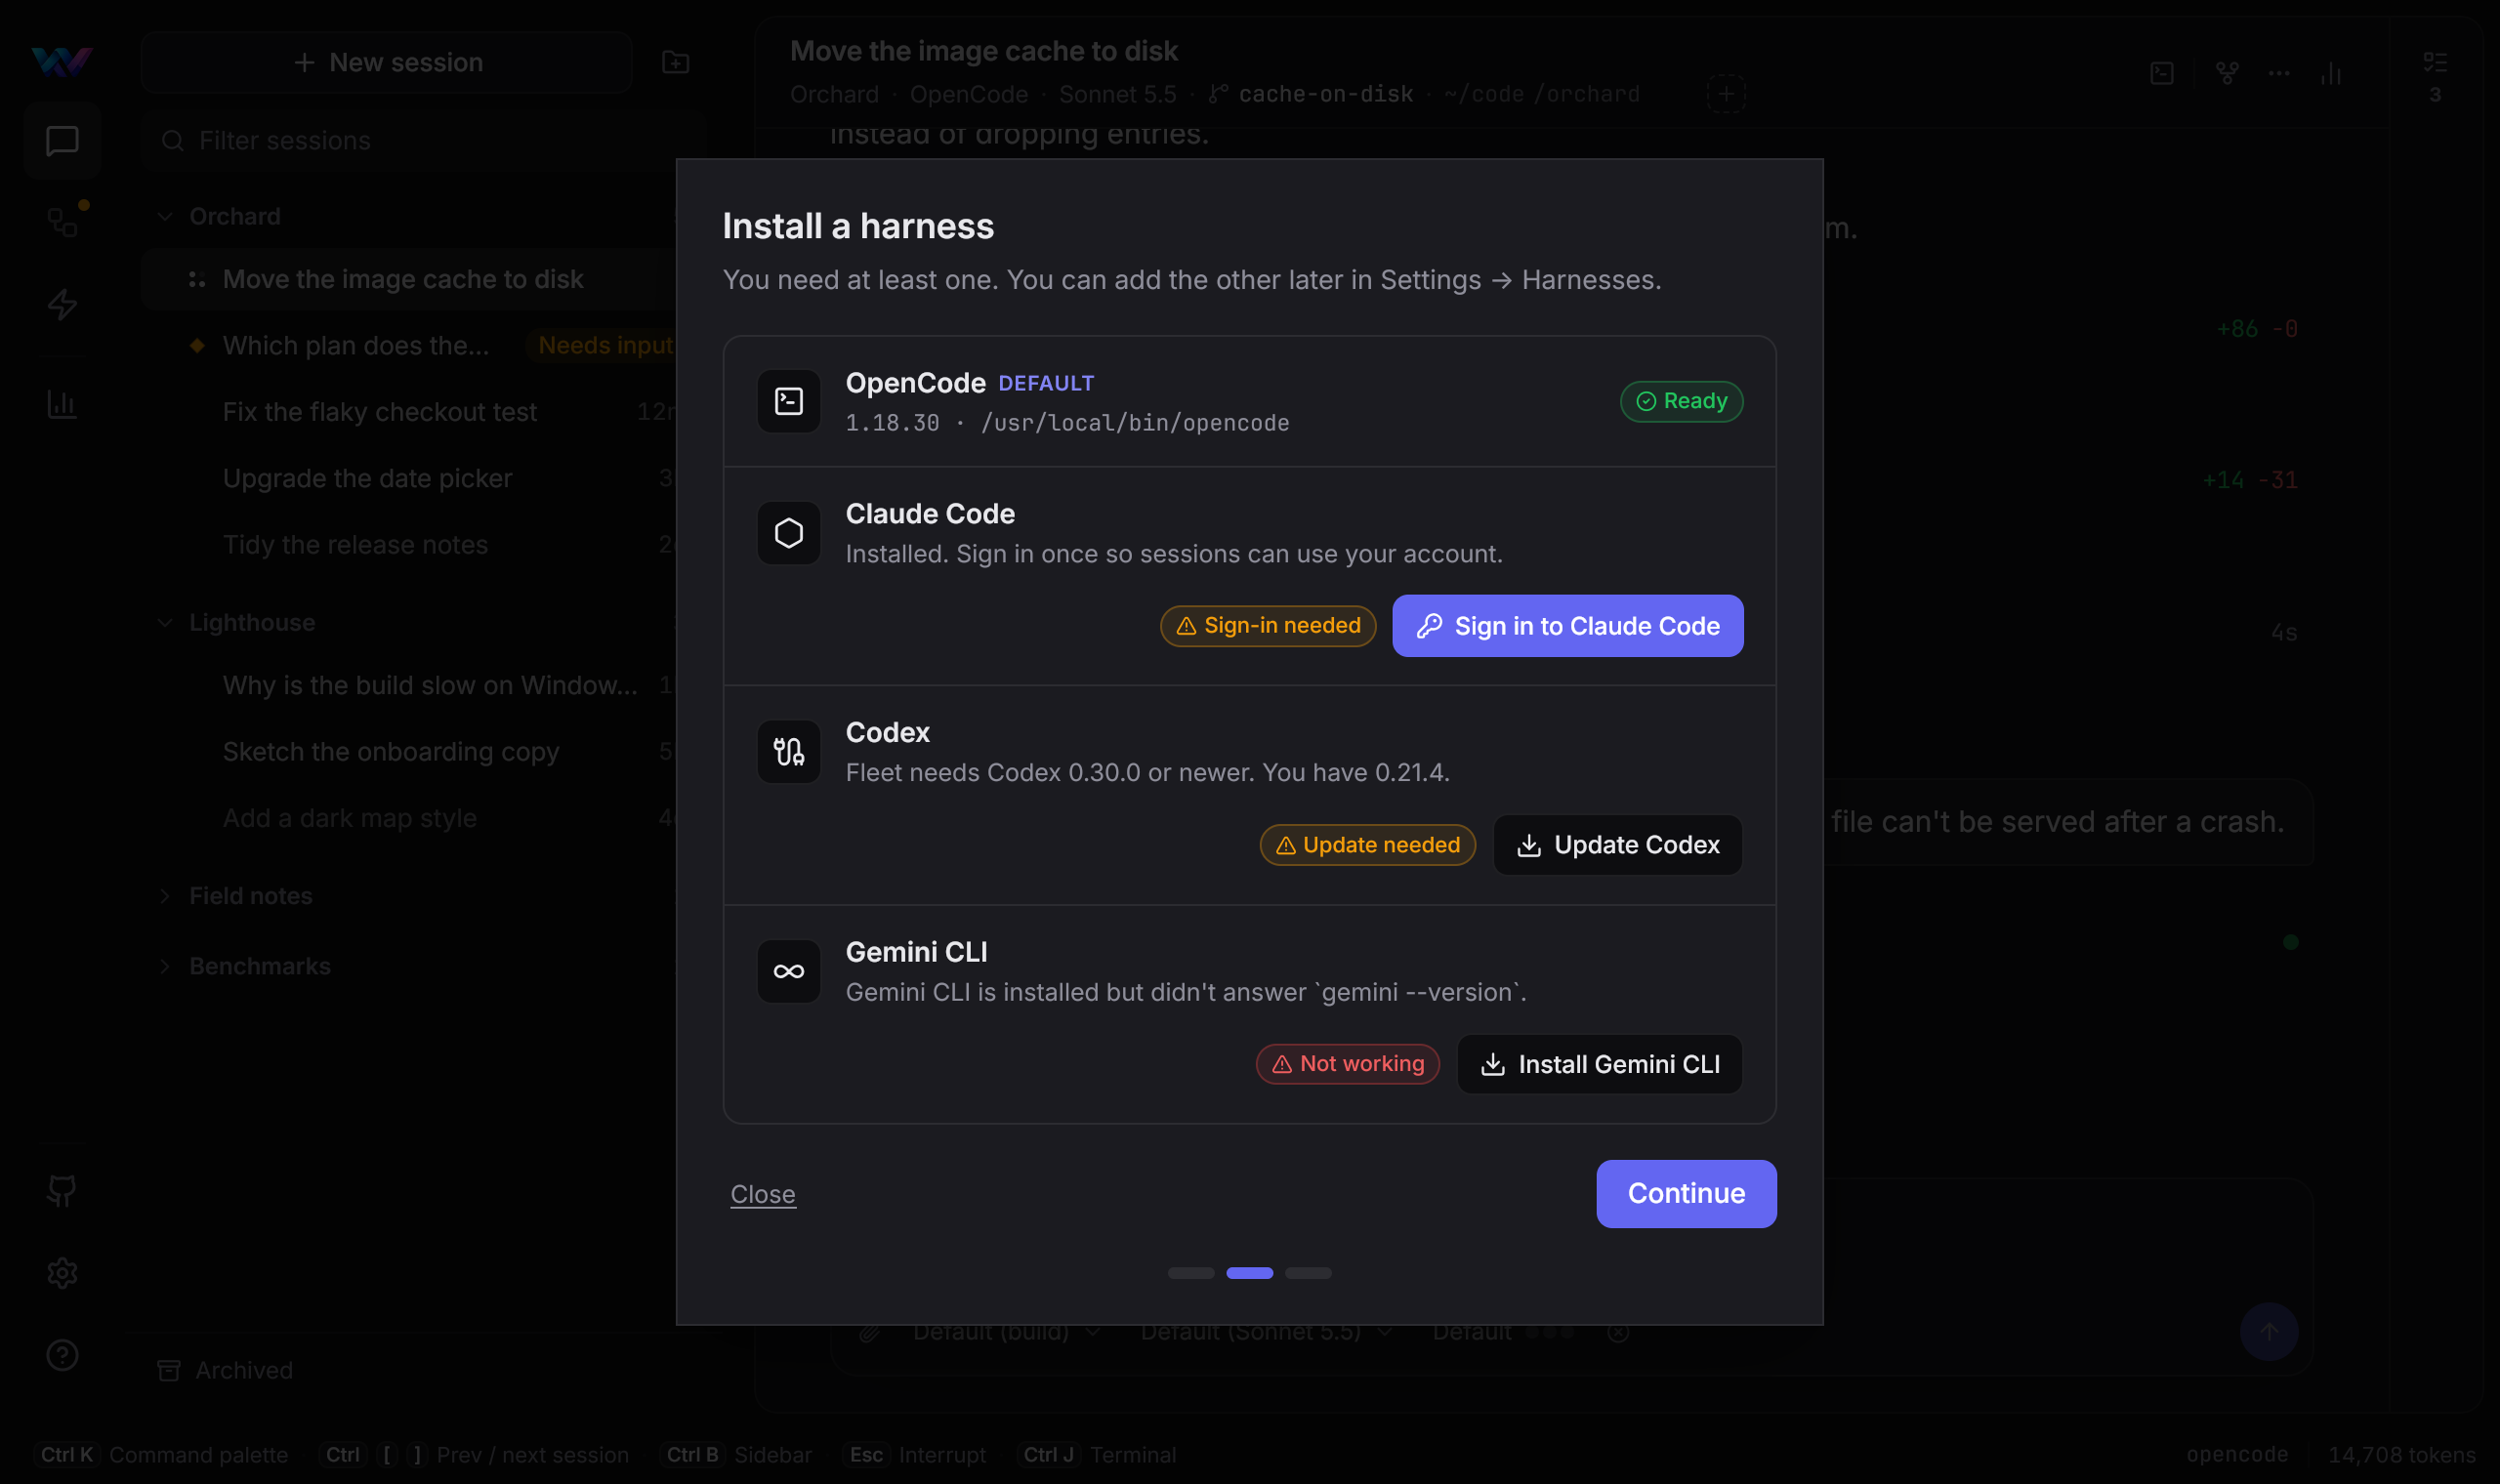 New session
Filter sessions
Orchard
Move the image cache to disk
Which plan does the... Needs input
Fix the flaky checkout test
Upgrade the date picker
Tidy the release notes
Lighthouse
Why is the build slow on Window...
Sketch the onboarding copy
Add a dark map style
Field notes
Benchmarks
Archived
Move the image cache to disk
Orchard · OpenCode · Sonnet 5.5 · cache-on-disk · ~/code /orchard
3
instead of dropping entries.
m.
+86 -0
+14 -31
4s
file can't be served after a crash.
Install a harness
You need at least one. You can add the other later in Settings → Harnesses.
OpenCode DEFAULT
1.18.30 · /usr/local/bin/opencode
Ready
Claude Code
Installed. Sign in once so sessions can use your account.
Sign-in needed
Sign in to Claude Code
Codex
Fleet needs Codex 0.30.0 or newer. You have 0.21.4.
Update needed
Update Codex
Gemini CLI
Gemini CLI is installed but didn't answer `gemini --version`.
Not working
Install Gemini CLI
Close
Continue
Default (build) Default (Sonnet 5.5) Default
Ctrl K Command palette Ctrl [ ] Prev / next session Ctrl B Sidebar Esc Interrupt Ctrl J Terminal
opencode 14,708 tokens